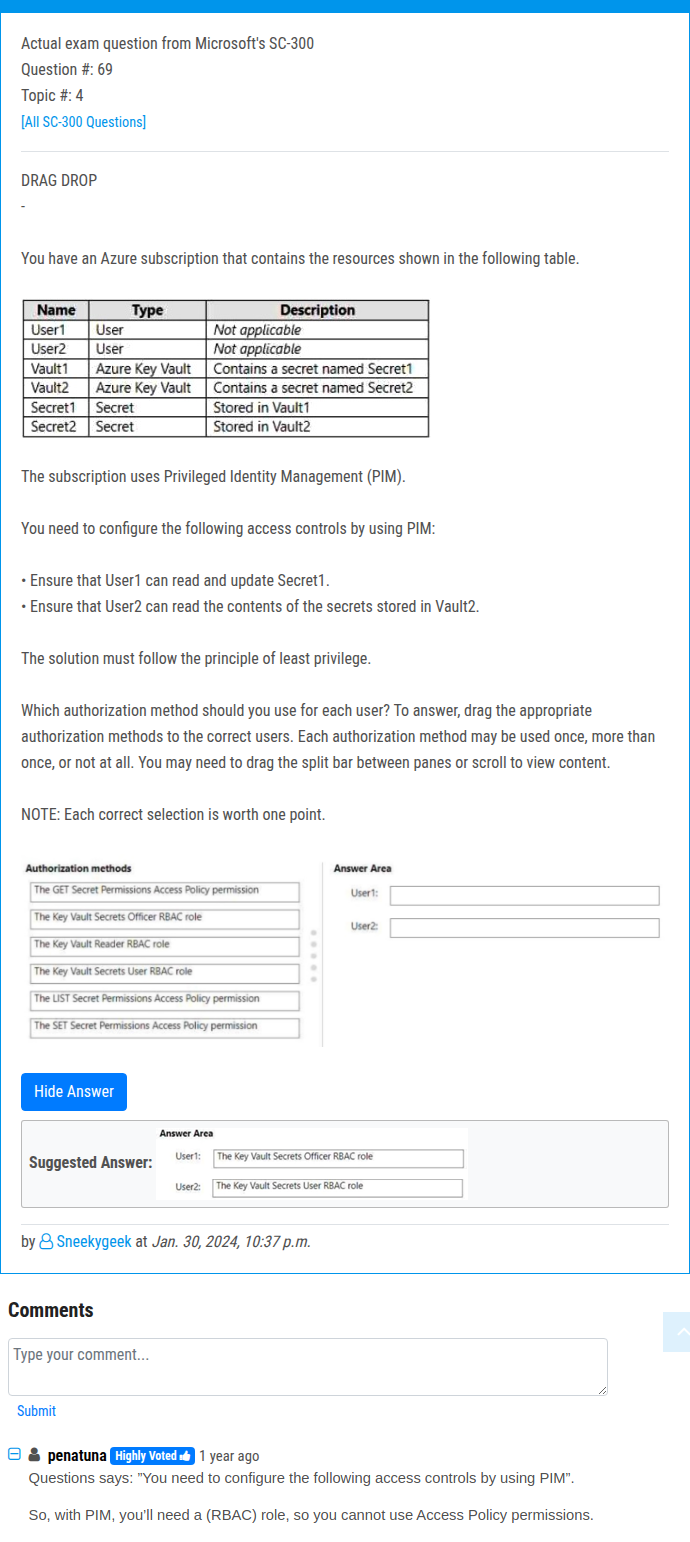 Actual exam question from Microsoft's SC-300
Question #: 69
Topic #: 4
[All SC-300 Questions]
DRAG DROP
-
You have an Azure subscription that contains the resources shown in the following table.
Name Type Description
User1 User Not applicable
User2 User Not applicable
Vault1 Azure Key Vault Contains a secret named Secret1
Vault2 Azure Key Vault Contains a secret named Secret2
Secret1 Secret Stored in Vault1
Secret2 Secret Stored in Vault2
The subscription uses Privileged Identity Management (PIM).
You need to configure the following access controls by using PIM:
• Ensure that User1 can read and update Secret1.
• Ensure that User2 can read the contents of the secrets stored in Vault2.
The solution must follow the principle of least privilege.
Which authorization method should you use for each user? To answer, drag the appropriate
authorization methods to the correct users. Each authorization method may be used once, more than
once, or not at all. You may need to drag the split bar between panes or scroll to view content.
NOTE: Each correct selection is worth one point.
Authorization methods
The GET Secret Permissions Access Policy permission
The Key Vault Secrets Officer RBAC role
The Key Vault Reader RBAC role
The Key Vault Secrets User RBAC role
The LIST Secret Permissions Access Policy permission
The SET Secret Permissions Access Policy permission
Answer Area
User1:
User2:
Hide Answer
Suggested Answer:
Answer Area
User1: The Key Vault Secrets Officer RBAC role
User2: The Key Vault Secrets User RBAC role
by Sneekygeek at Jan. 30, 2024, 10:37 p.m.
Comments
Type your comment...
Submit
penatuna Highly Voted 1 year ago
Questions says: ”You need to configure the following access controls by using PIM”.
So, with PIM, you’ll need a (RBAC) role, so you cannot use Access Policy permissions.